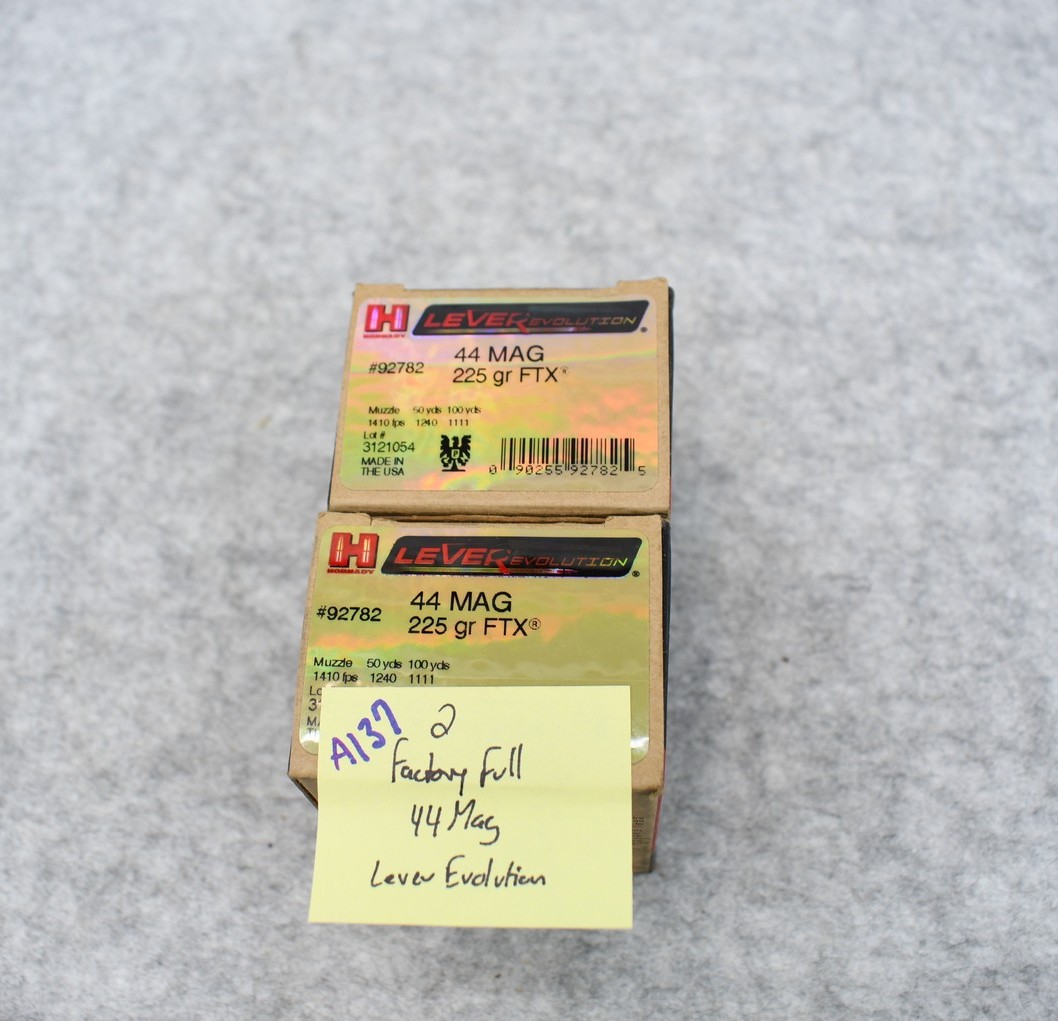 H LEVEREVOLUTION®
HORNADY
#92782
44 MAG
225 gr FTX®
Muzzle 50 yds 100 yds
1410 fps 1240 1111
Lot #
3121054
MADE IN
THE USA
P
0 90255 92782 5
H LEVEREVOLUTION®
HORNADY
#92782
44 MAG
225 gr FTX®
Muzzle 50 yds 100 yds
1410 fps 1240 1111
A137
2
Factory Full
44 Mag
Lever Evolution